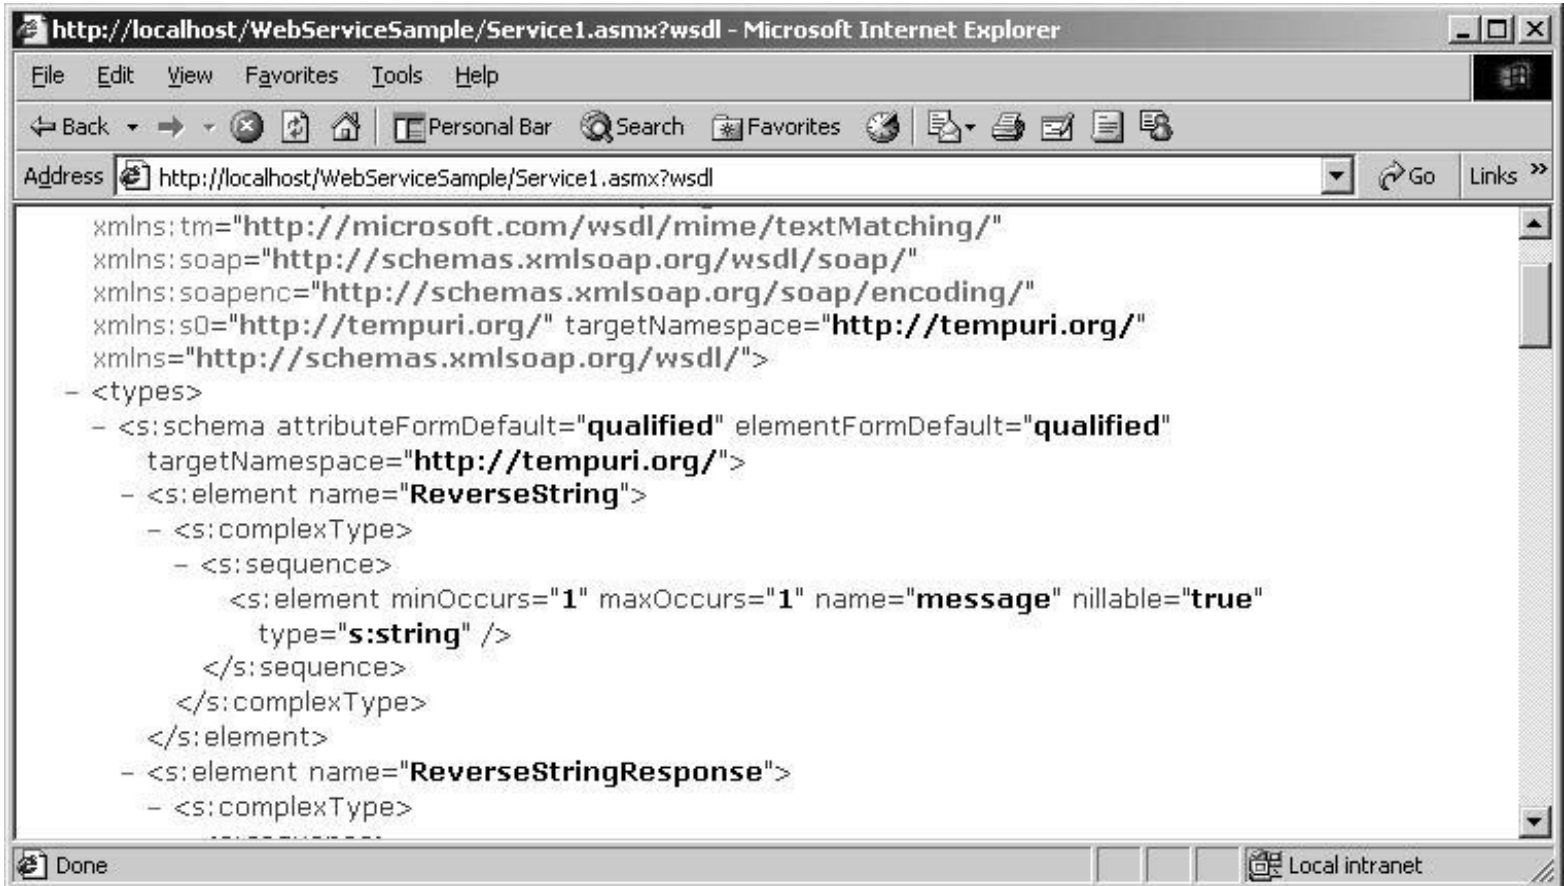 http://localhost/WebServiceSample/Service1.asmx?wsdl - Microsoft Internet Explorer
File Edit View Favorites Tools Help
Back Personal Bar Search Favorites
Address http://localhost/WebServiceSample/Service1.asmx?wsdl Go Links »
xmlns:tm="http://microsoft.com/wsdl/mime/textMatching/"
xmlns:soap="http://schemas.xmlsoap.org/wsdl/soap/"
xmlns:soapenc="http://schemas.xmlsoap.org/soap/encoding/"
xmlns:s0="http://tempuri.org/" targetNamespace="http://tempuri.org/"
xmlns="http://schemas.xmlsoap.org/wsdl/">
- <types>
- <s:schema attributeFormDefault="qualified" elementFormDefault="qualified"
targetNamespace="http://tempuri.org/">
- <s:element name="ReverseString">
- <s:complexType>
- <s:sequence>
<s:element minOccurs="1" maxOccurs="1" name="message" nillable="true"
type="s:string" />
</s:sequence>
</s:complexType>
</s:element>
- <s:element name="ReverseStringResponse">
- <s:complexType>
Done Local intranet